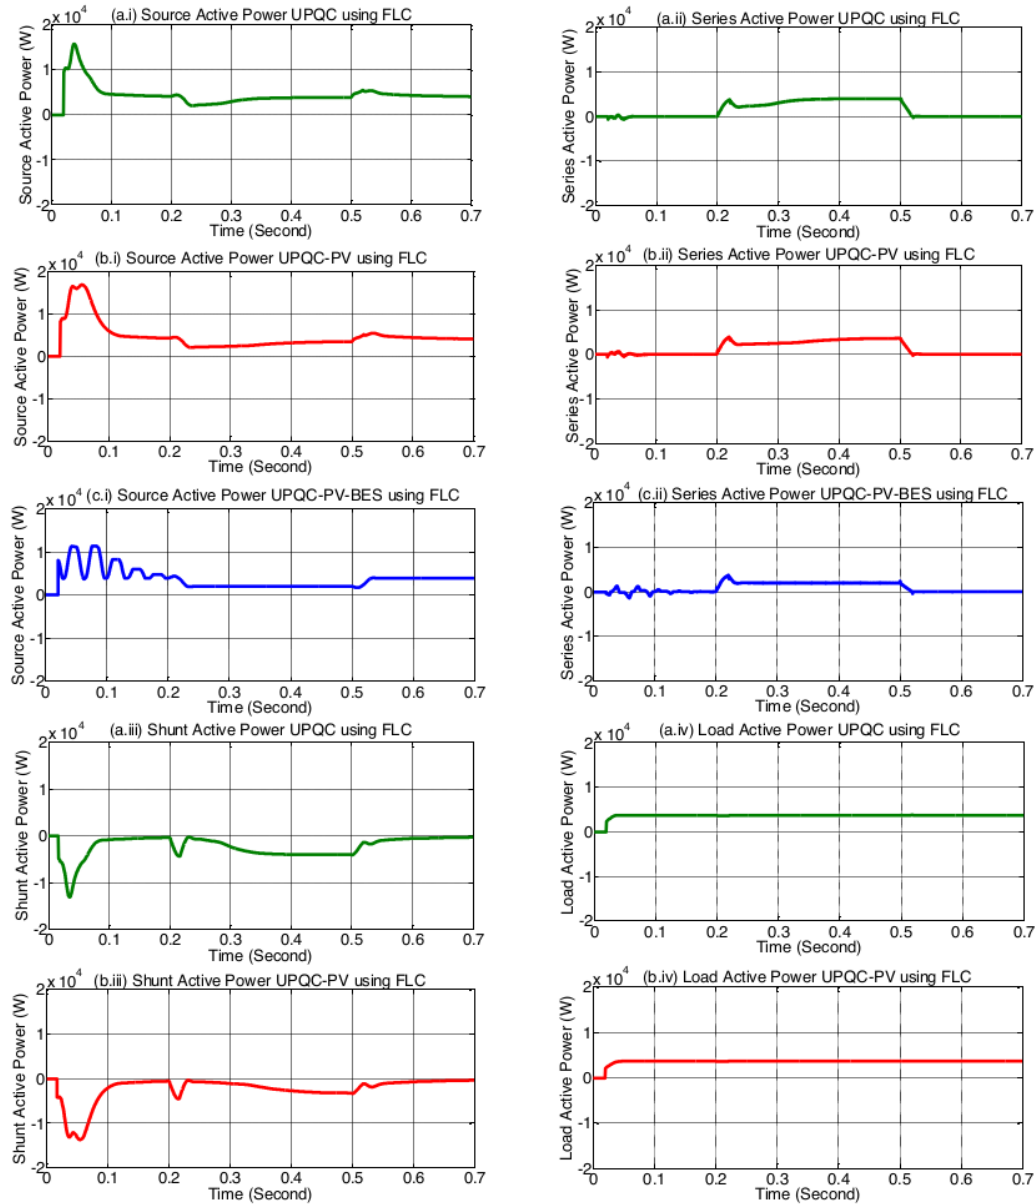 (a.i) Source Active Power UPQC using FLC
x 10^4
Source Active Power (W)
2
1
0
-1
-2
0 0.1 0.2 0.3 0.4 0.5 0.6 0.7
Time (Second)
(a.ii) Series Active Power UPQC using FLC
x 10^4
Series Active Power (W)
2
1
0
-1
-2
0 0.1 0.2 0.3 0.4 0.5 0.6 0.7
Time (Second)
(b.i) Source Active Power UPQC-PV using FLC
x 10^4
Source Active Power (W)
2
1
0
-1
-2
0 0.1 0.2 0.3 0.4 0.5 0.6 0.7
Time (Second)
(b.ii) Series Active Power UPQC-PV using FLC
x 10^4
Series Active Power (W)
2
1
0
-1
-2
0 0.1 0.2 0.3 0.4 0.5 0.6 0.7
Time (Second)
(c.i) Source Active Power UPQC-PV-BES using FLC
x 10^4
Source Active Power (W)
2
1
0
-1
-2
0 0.1 0.2 0.3 0.4 0.5 0.6 0.7
Time (Second)
(c.ii) Series Active Power UPQC-PV-BES using FLC
x 10^4
Series Active Power (W)
2
1
0
-1
-2
0 0.1 0.2 0.3 0.4 0.5 0.6 0.7
Time (Second)
(a.iii) Shunt Active Power UPQC using FLC
x 10^4
Shunt Active Power (W)
2
1
0
-1
-2
0 0.1 0.2 0.3 0.4 0.5 0.6 0.7
Time (Second)
(a.iv) Load Active Power UPQC using FLC
x 10^4
Load Active Power (W)
2
1
0
-1
-2
0 0.1 0.2 0.3 0.4 0.5 0.6 0.7
Time (Second)
(b.iii) Shunt Active Power UPQC-PV using FLC
x 10^4
Shunt Active Power (W)
2
1
0
-1
-2
0 0.1 0.2 0.3 0.4 0.5 0.6 0.7
Time (Second)
(b.iv) Load Active Power UPQC-PV using FLC
x 10^4
Load Active Power (W)
2
1
0
-1
-2
0 0.1 0.2 0.3 0.4 0.5 0.6 0.7
Time (Second)